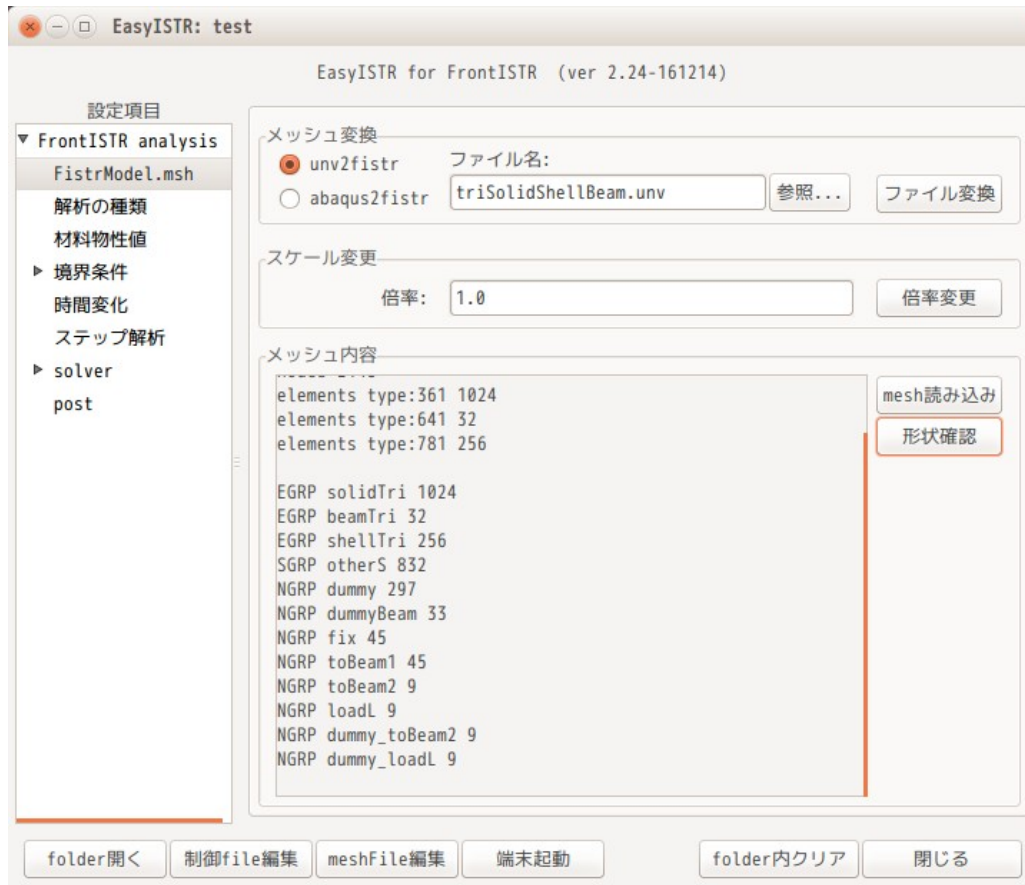 EasyISTR: test
EasyISTR for FrontISTR (ver 2.24-161214)
設定項目
FrontISTR analysis
FistrModel.msh
解析の種類
材料物性値
境界条件
時間変化
ステップ解析
solver
post
メッシュ変換
unv2fistr
ファイル名:
abaqus2fistr
triSolidShellBeam.unv
参照...
ファイル変換
スケール変更
倍率:
1.0
倍率変更
メッシュ内容
elements type:361 1024
elements type:641 32
elements type:781 256
EGRP solidTri 1024
EGRP beamTri 32
EGRP shellTri 256
SGRP otherS 832
NGRP dummy 297
NGRP dummyBeam 33
NGRP fix 45
NGRP toBeam1 45
NGRP toBeam2 9
NGRP loadL 9
NGRP dummy_toBeam2 9
NGRP dummy_loadL 9
mesh読み込み
形状確認
folder開く
制御file編集
meshFile編集
端末起動
folder内クリア
閉じる